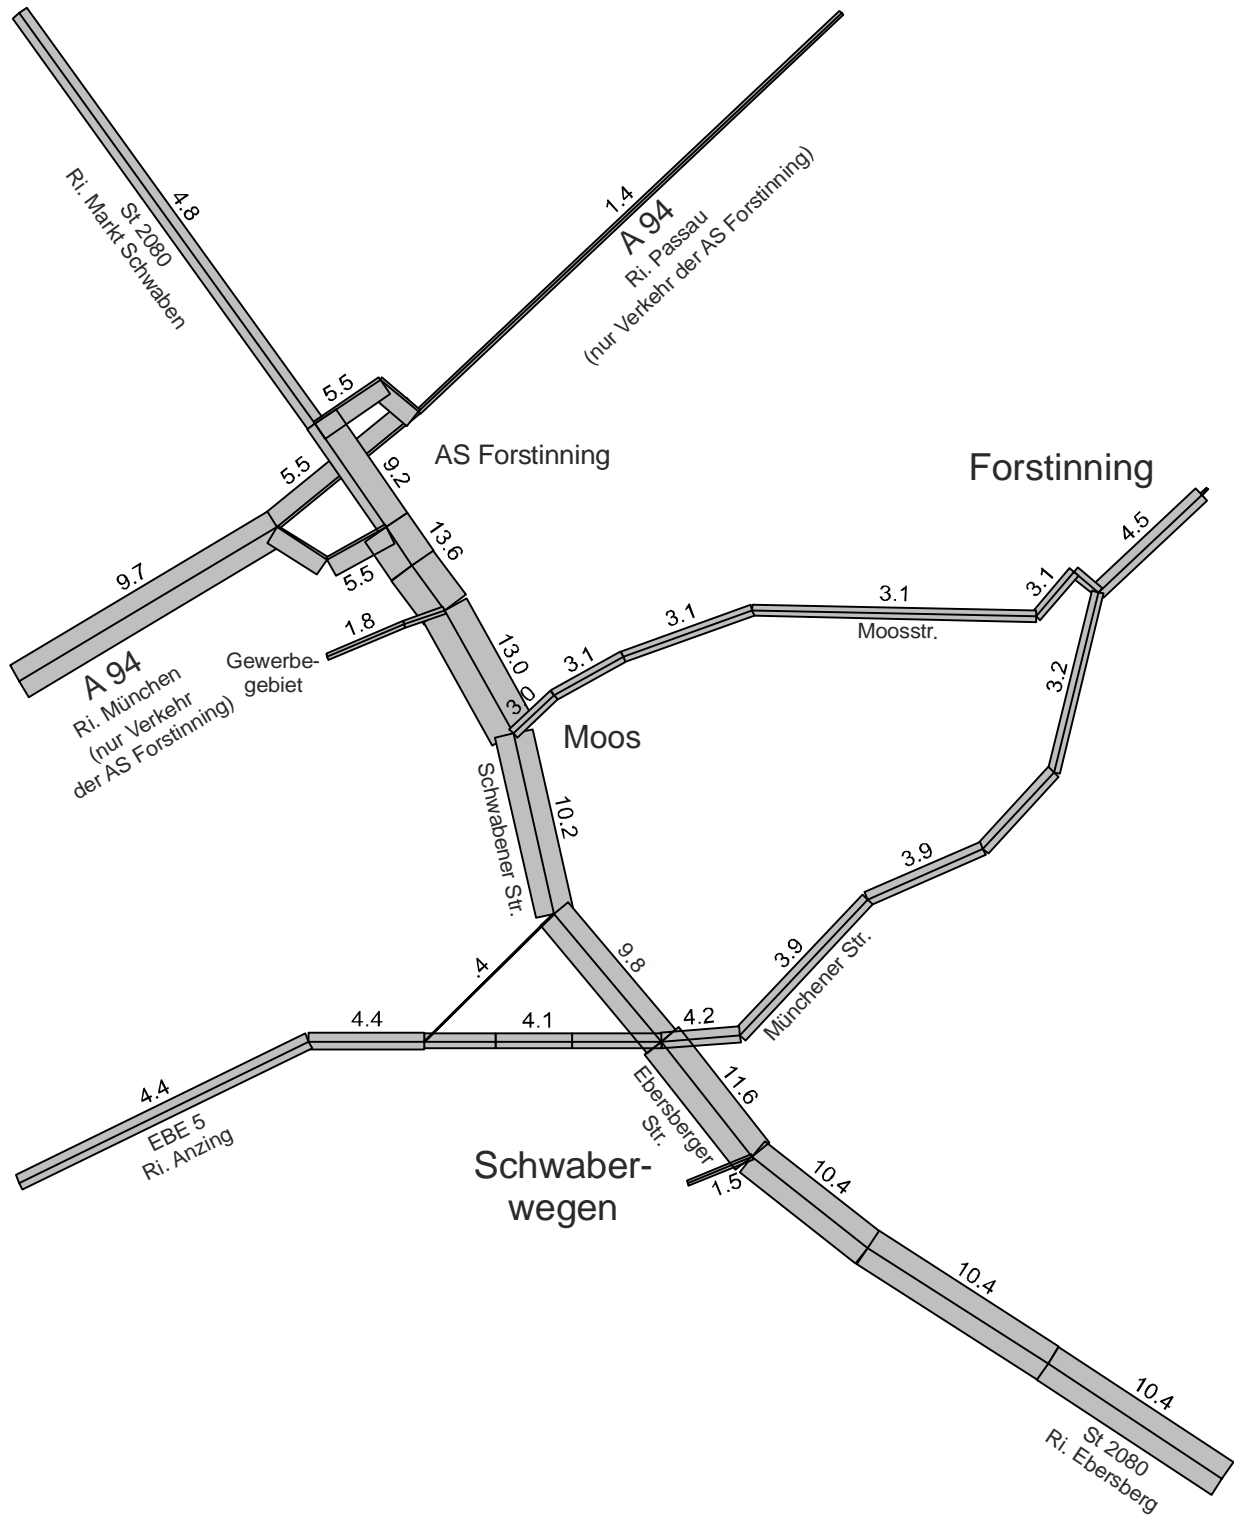 4.8
St 2080
Ri. Markt Schwaben
1.4
A 94
Ri. Passau
(nur Verkehr der AS Forstinning)
5.5
AS Forstinning
5.5
9.2
Forstinning
4.5
13.6
9.7
5.5
3.1
3.1
Moosstr.
1.8
3.1
3.1
13.0
Gewerbe-
gebiet
A 94
Ri. München
(nur Verkehr
der AS Forstinning)
3.2
3.0
Moos
Schwabener Str.
10.2
3.9
3.9
Münchener Str.
9.8
.4
4.4
4.1
4.2
4.4
EBE 5
Ri. Anzing
Ebersberger
Str.
11.6
Schwaber-
wegen
1.5
10.4
10.4
10.4
St 2080
Ri. Ebersberg